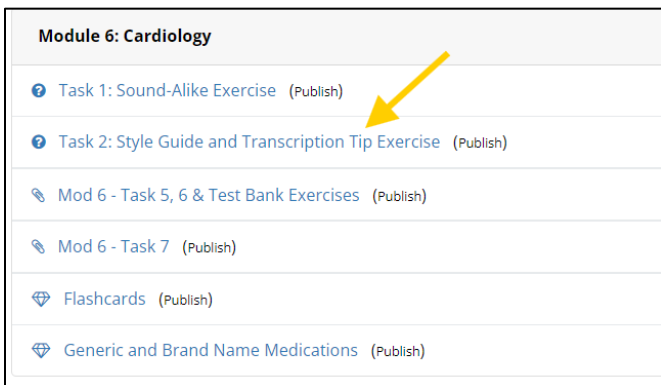 Module 6: Cardiology
Task 1: Sound-Alike Exercise (Publish)
Task 2: Style Guide and Transcription Tip Exercise (Publish)
Mod 6 - Task 5, 6 & Test Bank Exercises (Publish)
Mod 6 - Task 7 (Publish)
Flashcards (Publish)
Generic and Brand Name Medications (Publish)